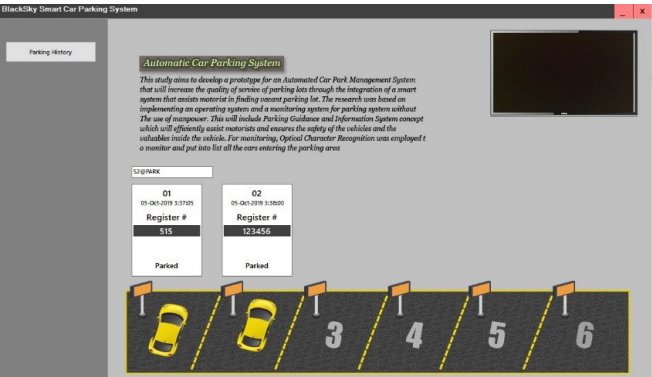 BlackSky Smart Car Parking System
_ x
Parking History
Automatic Car Parking System
This study aims to develop a prototype for an Automated Car Park Management System
that will increase the quality of service of parking lots through the integration of a smart
system that assists motorist in finding vacant parking lot. The research was based on
implementing an operating system and a monitoring system for parking system without
The use of manpower. This will include Parking Guidance and Information System concept
which will efficiently assist motorists and ensures the safety of the vehicles and the
valuables inside the vehicle. For monitoring, Optical Character Recognition was employed t
o monitor and put into list all the cars entering the parking area
S2@PARK
01
05-Oct-2019 3:37:05
Register #
515
Parked
02
05-Oct-2019 3:38:00
Register #
123456
Parked
3 4 5 6